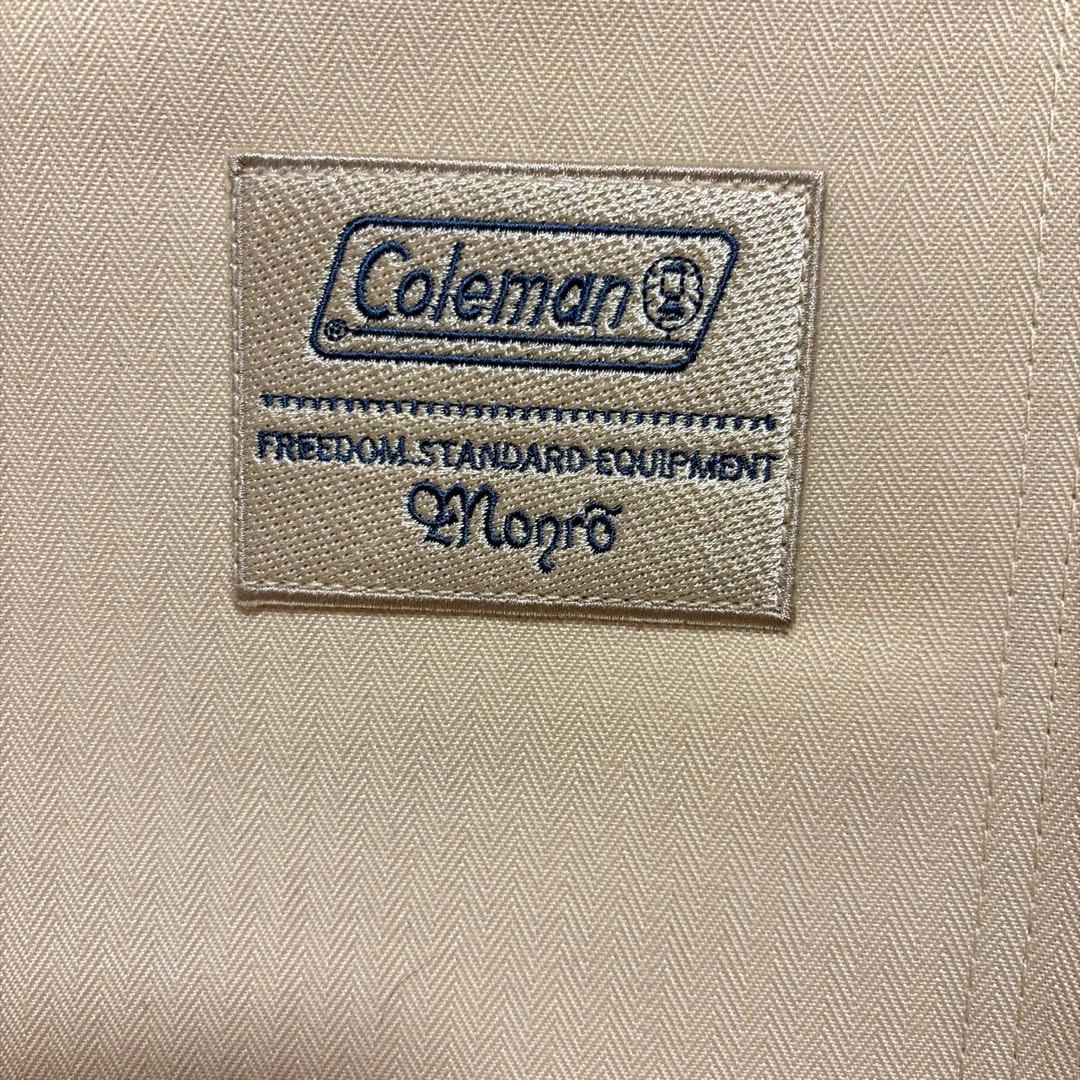 Coleman
FREEDOM STANDARD EQUIPMENT
Monrō